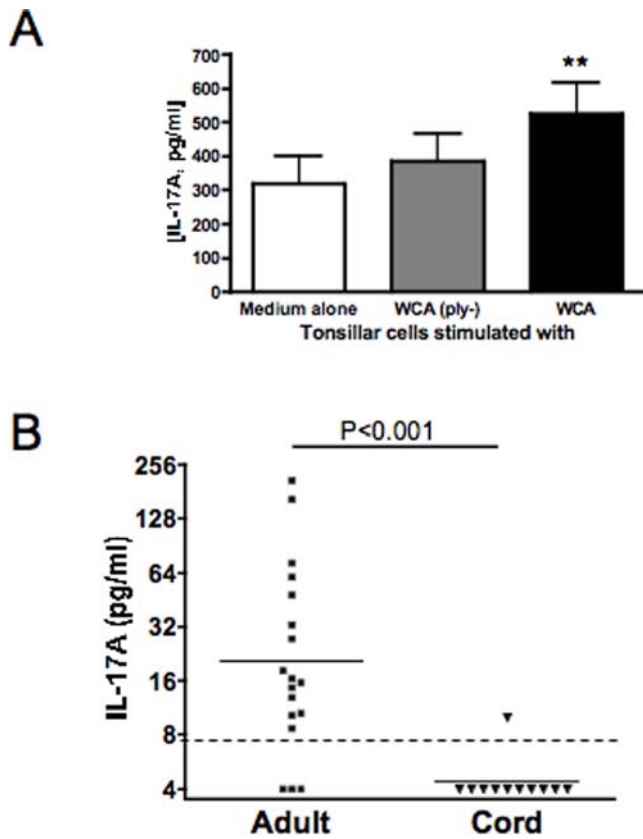 A
700
600
500
400
300
200
100
0
[IL-17A, pg/ml]
**
Medium alone WCA (ply-) WCA
Tonsillar cells stimulated with
B
P<0.001
256
128
64
32
16
8
4
IL-17A (pg/ml)
Adult Cord